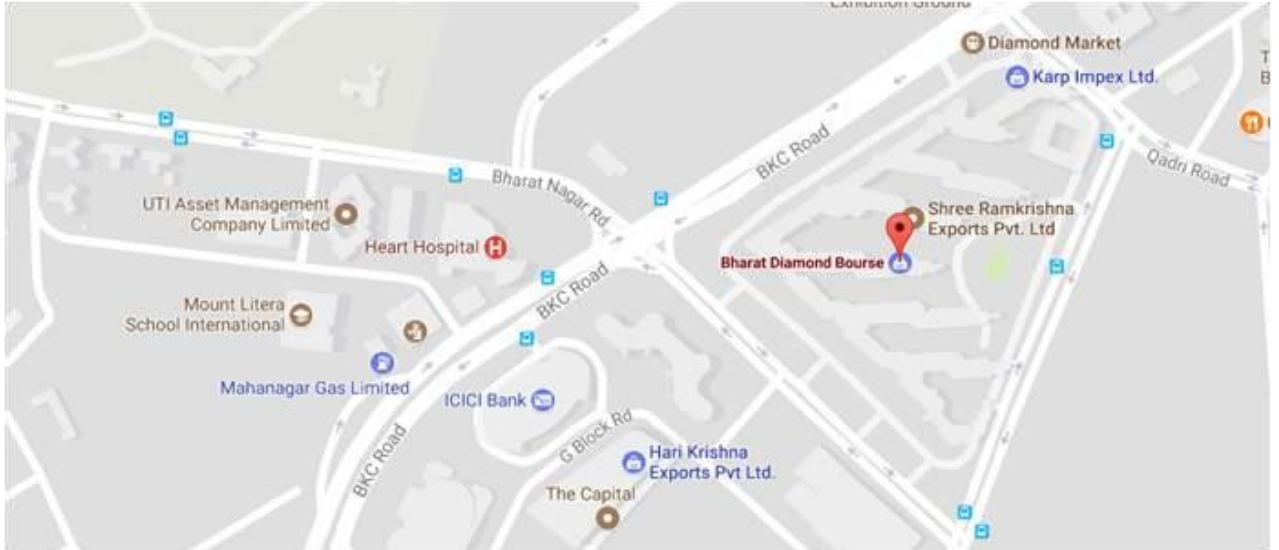 Exhibition Ground
Diamond Market
Karp Impex Ltd.
BKC Road
Qadri Road
Bharat Nagar Rd
UTI Asset Management
Company Limited
Shree Ramkrishna
Exports Pvt. Ltd
Heart Hospital
Bharat Diamond Bourse
BKC Road
Mount Litera
School International
Mahanagar Gas Limited
ICICI Bank
G Block Rd
BKC Road
Hari Krishna
Exports Pvt Ltd.
The Capital